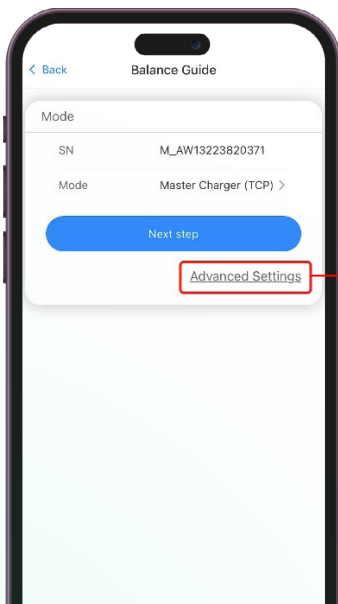 < Back Balance Guide
Mode
SN M_AW13223820371
Mode Master Charger (TCP) >
Next step
Advanced Settings